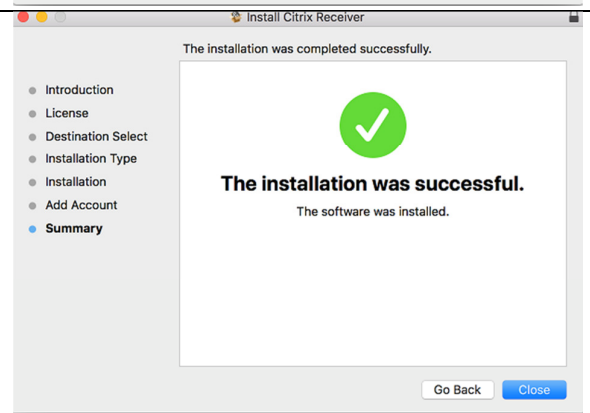 Install Citrix Receiver
The installation was completed successfully.
Introduction
License
Destination Select
Installation Type
Installation
Add Account
Summary
The installation was successful.
The software was installed.
Go Back
Close